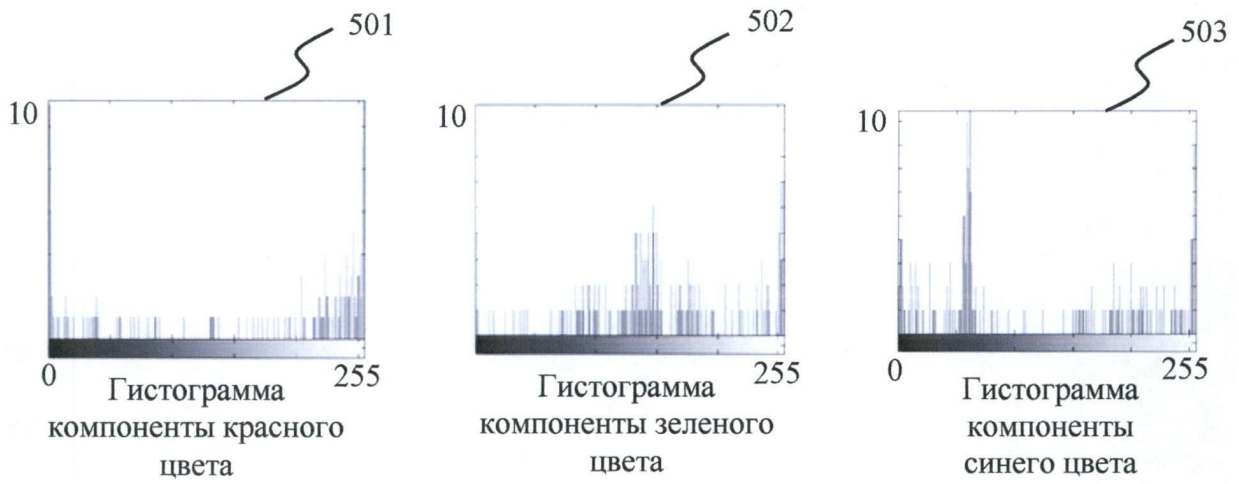 501
10
0
255
Гистограмма
компоненты красного
цвета
502
10
255
Гистограмма
компоненты зеленого
цвета
503
10
0
255
Гистограмма
компоненты
синего цвета